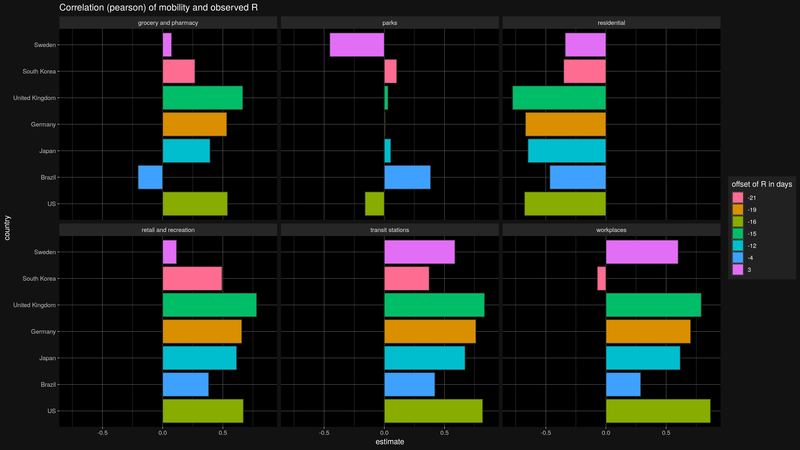 Correlation (pearson) of mobility and observed R
grocery and pharmacy
parks
residential
Sweden
South Korea
United Kingdom
Germany
Japan
Brazil
US
retail and recreation
transit stations
workplaces
Sweden
South Korea
United Kingdom
Germany
Japan
Brazil
US
-0.5
0.0
0.5
-0.5
0.0
0.5
-0.5
0.0
0.5
estimate
country
offset of R in days
-21
-19
-16
-15
-12
-4
3